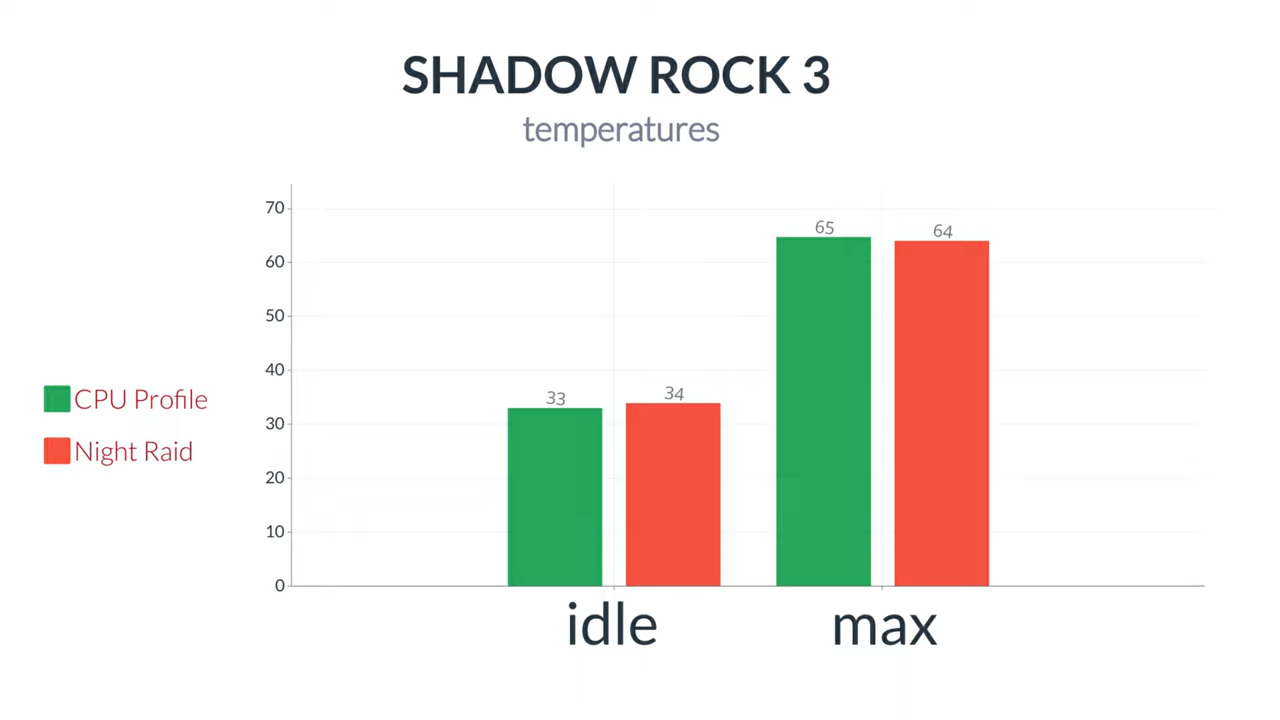 SHADOW ROCK 3
temperatures
70
60
50
40
30
20
10
0
33
34
65
64
CPU Profile
Night Raid
idle
max